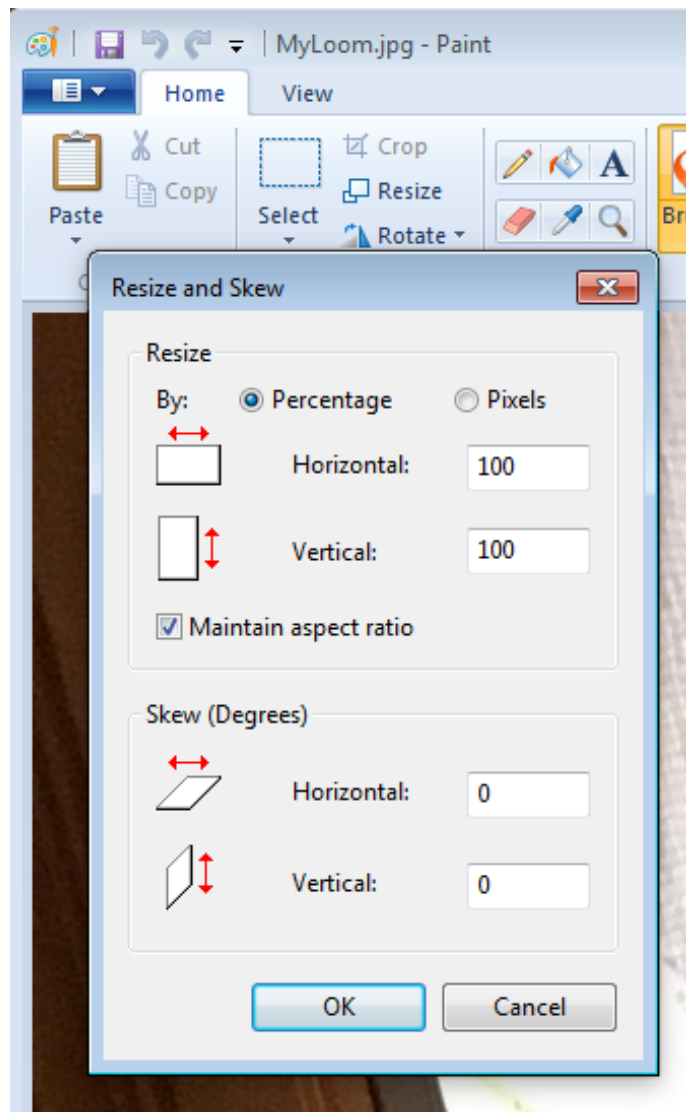 MyLoom.jpg - Paint
Home View
Paste
Cut
Copy
Select
Crop
Resize
Rotate
A
Resize and Skew
Resize
By: Percentage Pixels
Horizontal: 100
Vertical: 100
Maintain aspect ratio
Skew (Degrees)
Horizontal: 0
Vertical: 0
OK Cancel